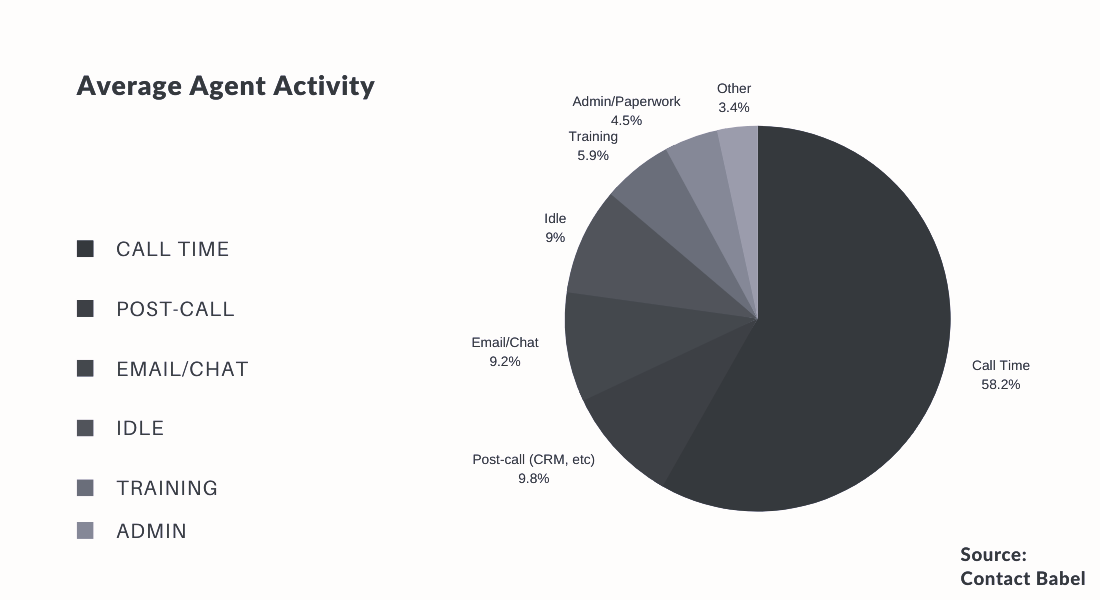 Average Agent Activity
CALL TIME
POST-CALL
EMAIL/CHAT
IDLE
TRAINING
ADMIN
Other
3.4%
Admin/Paperwork
4.5%
Training
5.9%
Idle
9%
Email/Chat
9.2%
Post-call (CRM, etc)
9.8%
Call Time
58.2%
Source:
Contact Babel